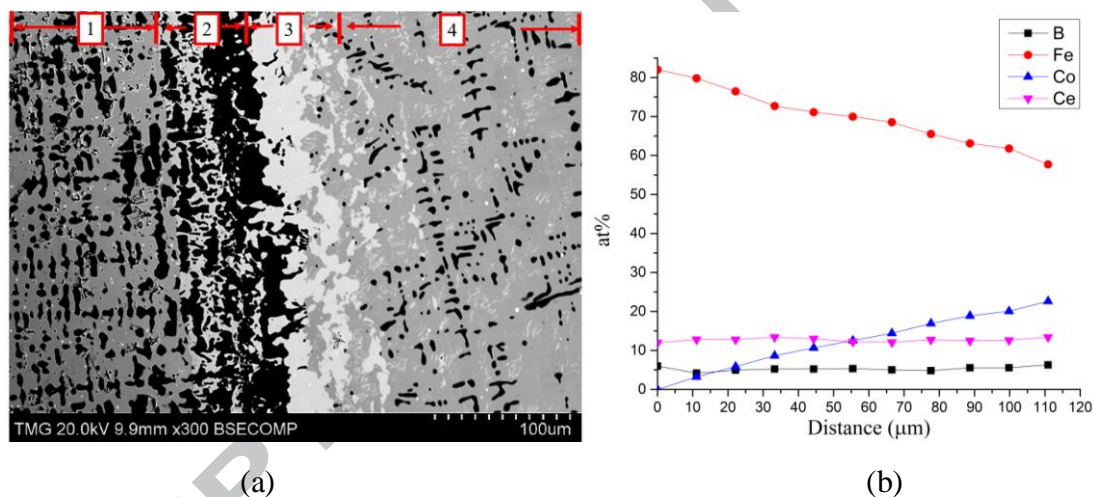 1 2 3 4
TMG 20.0kV 9.9mm x300 BSECOMP 100um
(a)
B
Fe
Co
Ce
at%
80
70
60
50
40
30
20
10
0
0 10 20 30 40 50 60 70 80 90 100 110 120
Distance (μm)
(b)